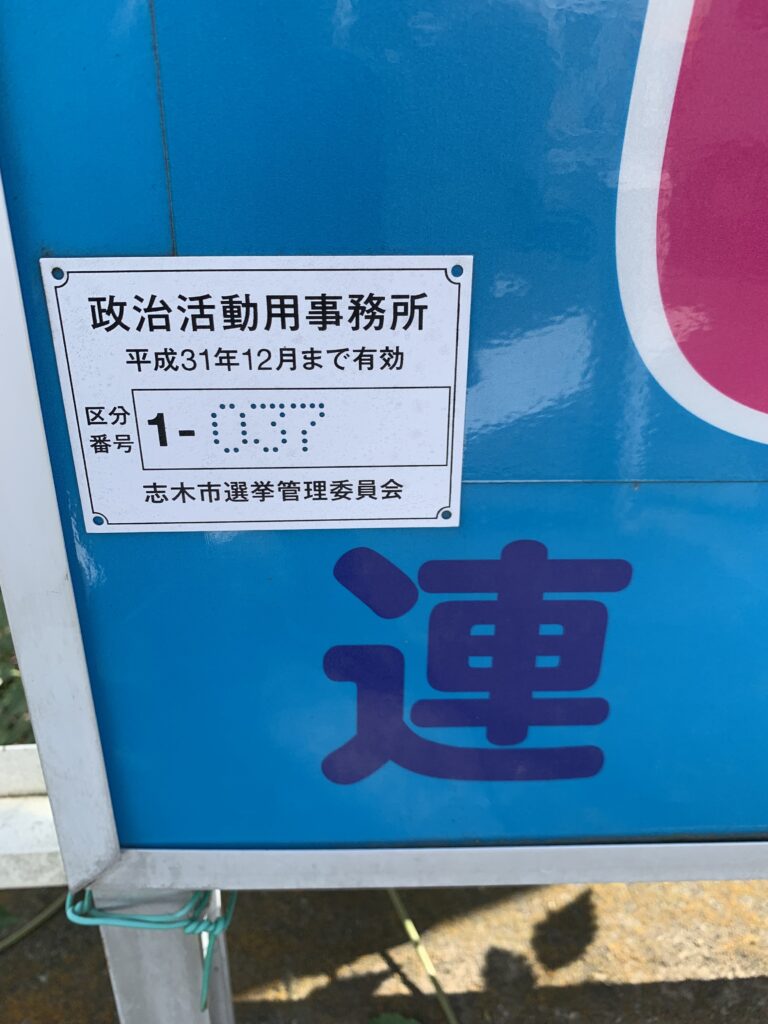 政治活動用事務所
平成31年12月まで有効
区分
番号 1-037
志木市選挙管理委員会
連